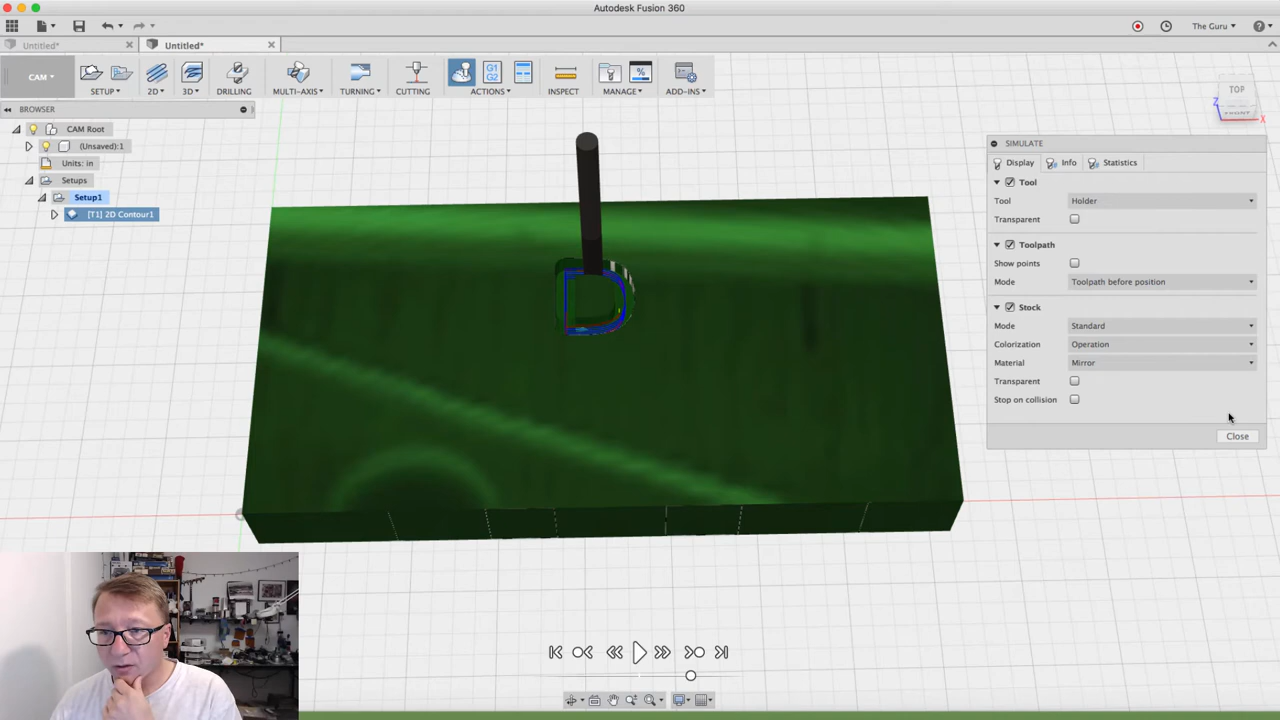 Autodesk Fusion 360
The Guru
Untitled*
Untitled*
CAM
SETUP
2D
3D
DRILLING
MULTI-AXIS
TURNING
CUTTING
G1
G2
ACTIONS
INSPECT
%
MANAGE
ADD-INS
BROWSER
CAM Root
(Unsaved):1
Units: in
Setups
Setup1
[T1] 2D Contour1
TOP
FRONT
Z
X
SIMULATE
Display
Info
Statistics
Tool
Tool Holder
Transparent
Toolpath
Show points
Mode Toolpath before position
Stock
Mode Standard
Colorization Operation
Material Mirror
Transparent
Stop on collision
Close